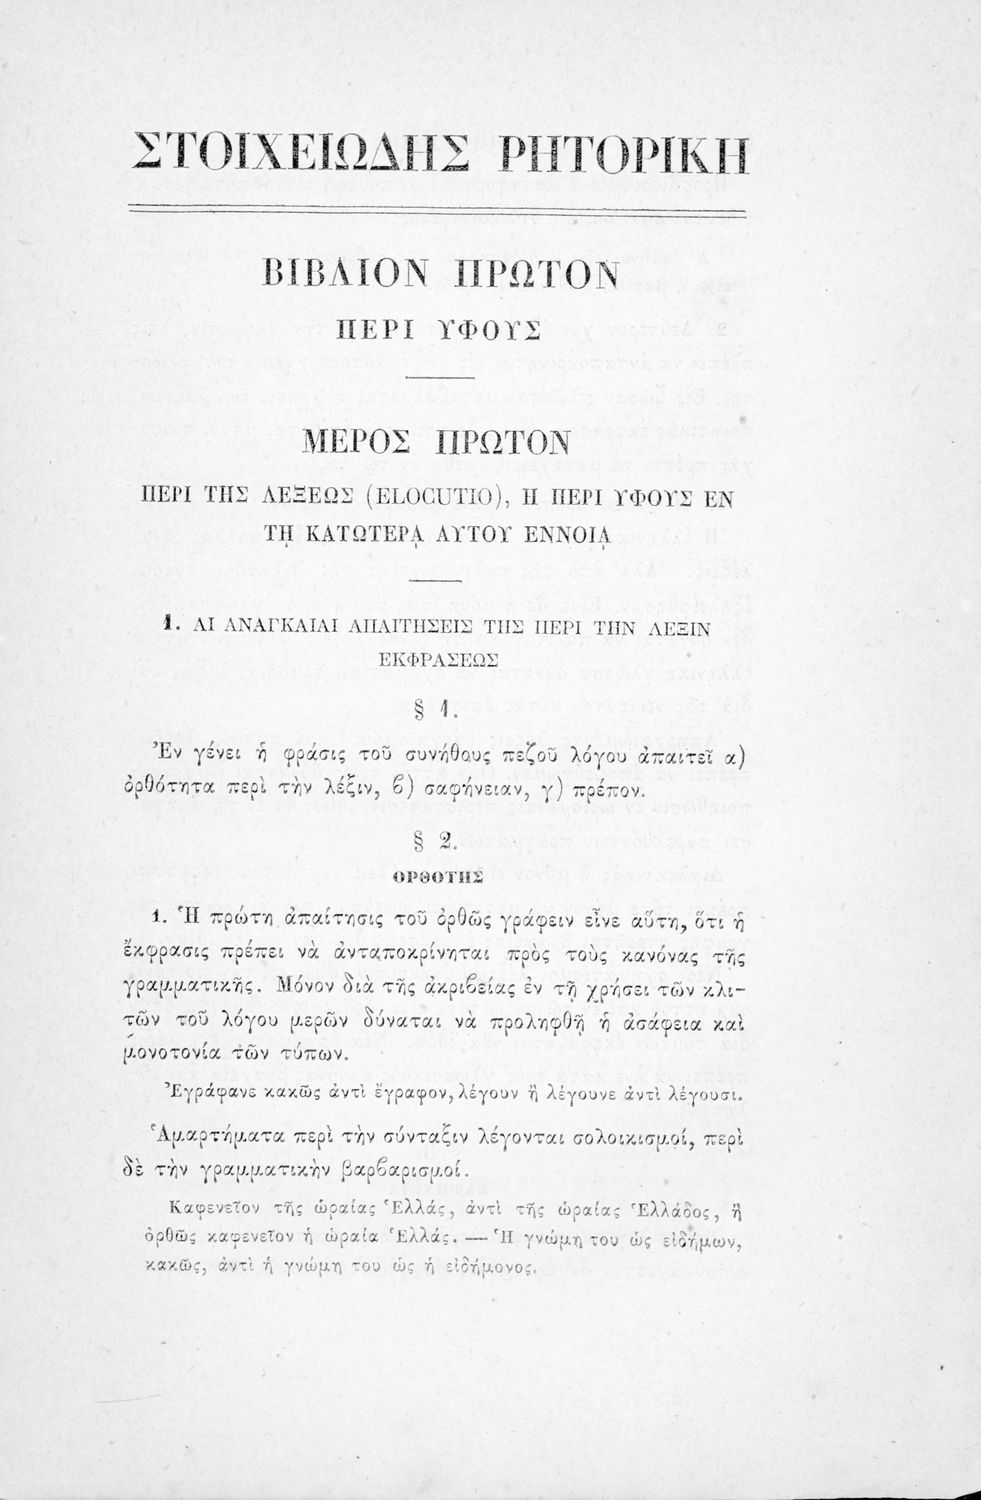 ΣΤΟΙΧΕΙΩΔΗΣ ΡΗΤΟΡΙΚΗ
ΒΙΒΛΙΟΝ ΠΡΩΤΟΝ
ΠΕΡΙ ΥΦΟΥΣ
ΜΕΡΟΣ ΠΡΩΤΟΝ
ΠΕΡΙ ΤΗΣ ΛΕΞΕΩΣ (ELOCUTIO), Η ΠΕΡΙ ΥΦΟΥΣ ΕΝ
Τῌ ΚΑΤΩΤΕΡᾼ ΑΥΤΟΥ ΕΝΝΟΙᾼ
1. ΑΙ ΑΝΑΓΚΑΙΑΙ ΑΠΑΙΤΗΣΕΙΣ ΤΗΣ ΠΕΡΙ ΤΗΝ ΛΕΞΙΝ
ΕΚΦΡΑΣΕΩΣ
§ 1.
Ἐν γένει ἡ φράσις τοῦ συνήθους πεζοῦ λόγου ἀπαιτεῖ α)
ὀρθότητα περὶ τὴν λέξιν, β) σαφήνειαν, γ) πρέπον.
§ 2.
ΟΡΘΟΤΗΣ
1. Ἡ πρώτη ἀπαίτησις τοῦ ὀρθῶς γράφειν εἶνε αὕτη, ὅτι ἡ
ἔκφρασις πρέπει νὰ ἀνταποκρίνηται πρὸς τοὺς κανόνας τῆς
γραμματικῆς. Μόνον διὰ τῆς ἀκριβείας ἐν τῇ χρήσει τῶν κλι-
τῶν τοῦ λόγου μερῶν δύναται νὰ προληφθῇ ἡ ἀσάφεια καὶ
μονοτονία τῶν τύπων.
Ἐγράφανε κακῶς ἀντὶ ἔγραφον, λέγουν ἢ λέγουνε ἀντὶ λέγουσι.
Ἁμαρτήματα περὶ τὴν σύνταξιν λέγονται σολοικισμοί, περὶ
δὲ τὴν γραμματικὴν βαρβαρισμοί.
Καφενεῖον τῆς ὡραίας Ἑλλάς, ἀντὶ τῆς ὡραίας Ἑλλάδος, ἢ
ὀρθῶς καφενεῖον ἡ ὡραία Ἑλλάς. — Ἡ γνώμη του ὡς εἰδήμων,
κακῶς, ἀντὶ ἡ γνώμη του ὡς ἡ εἰδήμονος.